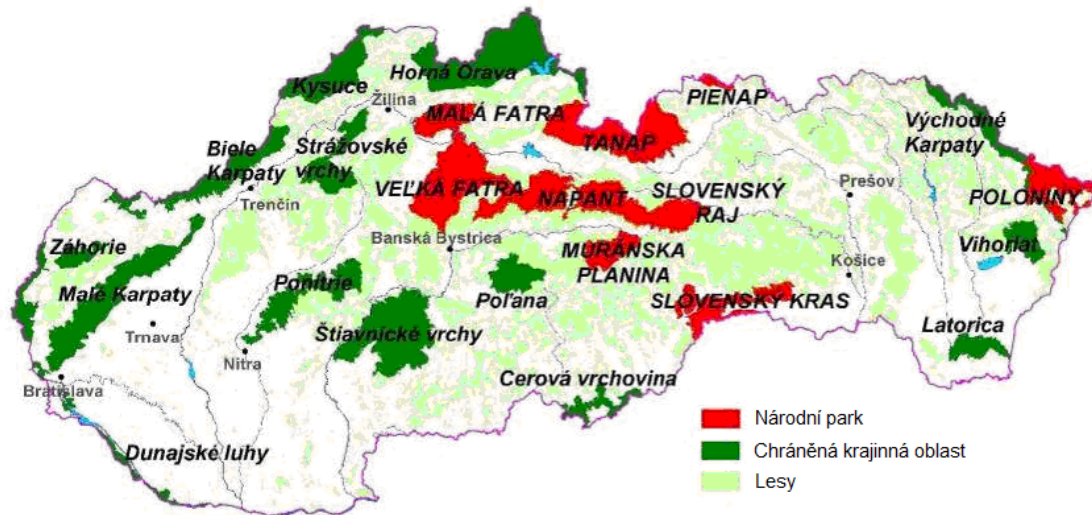 Horná Orava
Kysuce
Žilina
MALÁ FATRA
PIENAP
TANAP
Východné
Karpaty
Biele
Karpaty
Strážovské
vrchy
Trenčín
VEĽKÁ FATRA
NAPANT
SLOVENSKÝ
RAJ
Prešov
POLONINY
Záhorie
Banská Bystrica
MURÁNSKA
PLANINA
Vihorlat
Košice
Malé Karpaty
Ponitrie
Poľana
SLOVENSKÝ KRAS
Trnava
Štiavnické vrchy
Latorica
Nitra
Bratislava
Cerová vrchovina
Dunajské luhy
Národní park
Chráněná krajinná oblast
Lesy